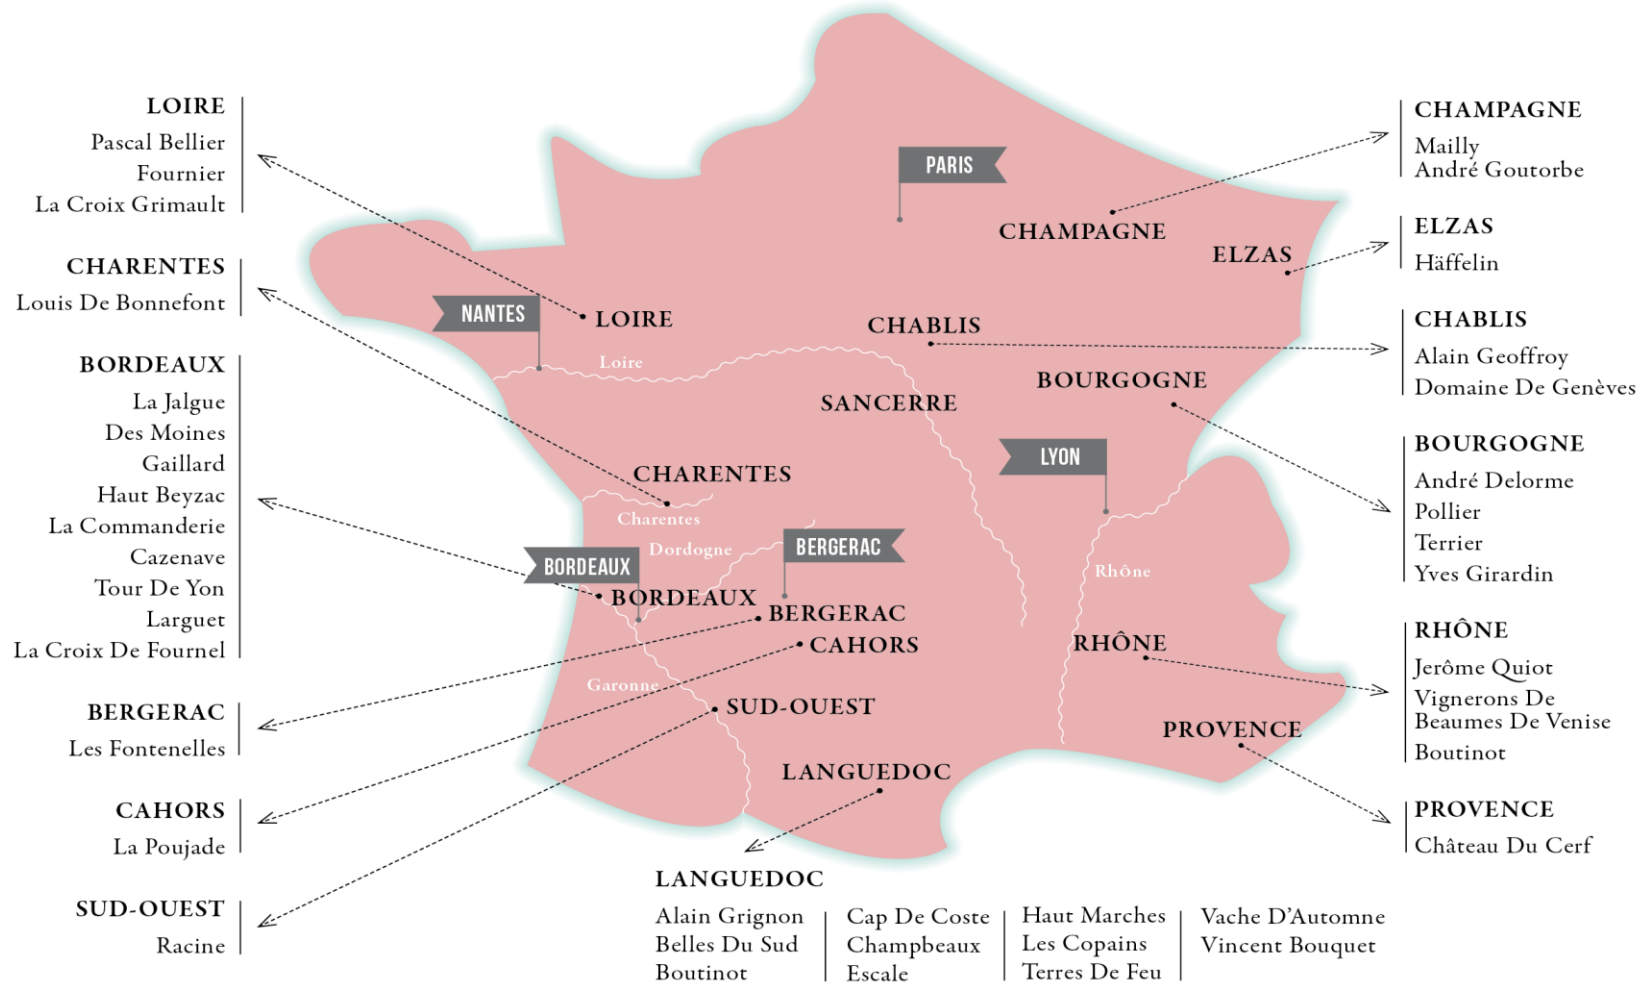 LOIRE
Pascal Bellier
Fournier
La Croix Grimault
CHARENTES
Louis De Bonnefont
BORDEAUX
La Jalgue
Des Moines
Gaillard
Haut Beyzac
La Commanderie
Cazenave
Tour De Yon
Larguet
La Croix De Fournel
BERGERAC
Les Fontenelles
CAHORS
La Poujade
SUD-OUEST
Racine
PARIS
CHAMPAGNE
ELZAS
NANTES
LOIRE
CHABLIS
Loire
BOURGOGNE
SANCERRE
LYON
CHARENTES
Charentes
Dordogne
BERGERAC
BORDEAUX
Rhône
BORDEAUX
BERGERAC
CAHORS
RHÔNE
Garonne
SUD-OUEST
PROVENCE
LANGUEDOC
CHAMPAGNE
Mailly
André Goutorbe
ELZAS
Häffelin
CHABLIS
Alain Geoffroy
Domaine De Genèves
BOURGOGNE
André Delorme
Pollier
Terrier
Yves Girardin
RHÔNE
Jerôme Quiot
Vignerons De
Beaumes De Venise
Boutinot
PROVENCE
Château Du Cerf
LANGUEDOC
Alain Grignon
Belles Du Sud
Boutinot
Cap De Coste
Champbeaux
Escale
Haut Marches
Les Copains
Terres De Feu
Vache D'Automne
Vincent Bouquet